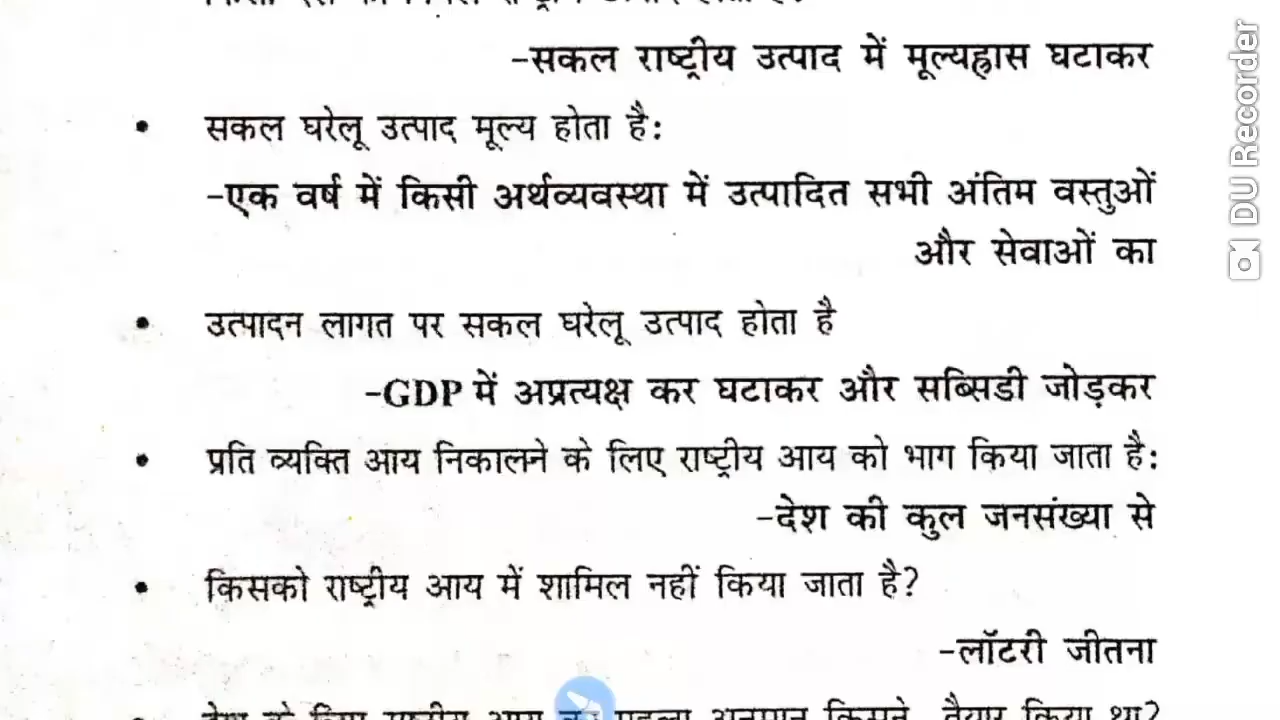 -सकल राष्ट्रीय उत्पाद में मूल्यह्रास घटाकर
• सकल घरेलू उत्पाद मूल्य होता है:
-एक वर्ष में किसी अर्थव्यवस्था में उत्पादित सभी अंतिम वस्तुओं
और सेवाओं का
• उत्पादन लागत पर सकल घरेलू उत्पाद होता है
-GDP में अप्रत्यक्ष कर घटाकर और सब्सिडी जोड़कर
• प्रति व्यक्ति आय निकालने के लिए राष्ट्रीय आय को भाग किया जाता है:
-देश की कुल जनसंख्या से
• किसको राष्ट्रीय आय में शामिल नहीं किया जाता है?
-लॉटरी जीतना
DU Recorder